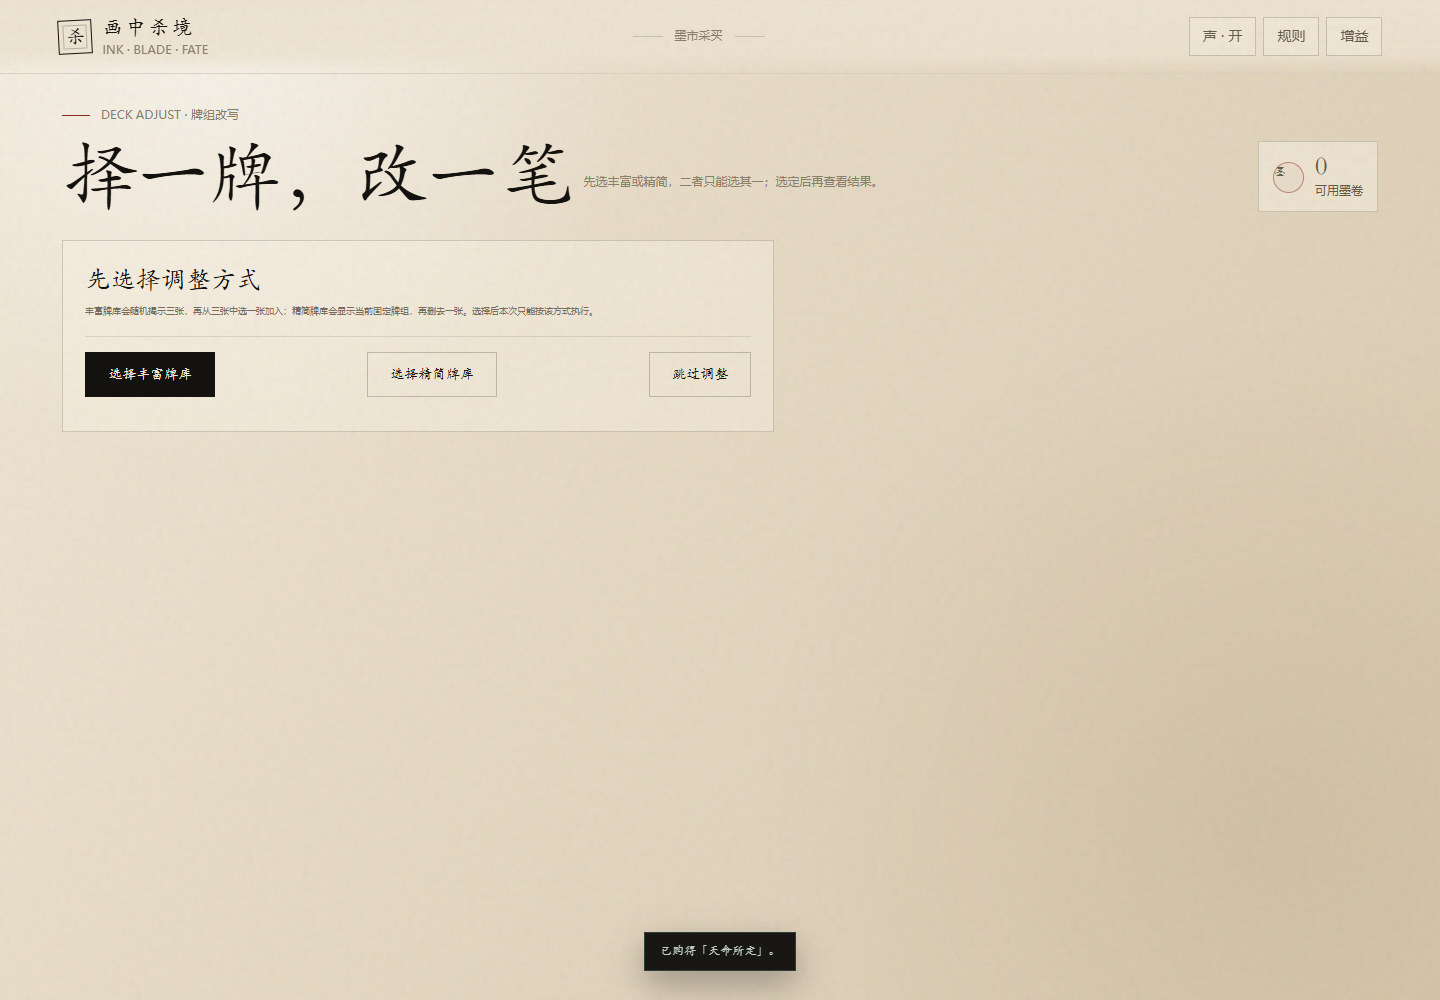 杀
画中杀境
INK · BLADE · FATE
墨市采买
声 · 开
规则
增益
DECK ADJUST · 牌组改写
择一牌，改一笔
先选丰富或精简，二者只能选其一；选定后再查看结果。
0
可用墨卷
先选择调整方式
丰富牌库会随机揭示三张，再从三张中选一张加入；精简牌库会显示当前固定牌组，再删去一张。选择后本次只能按该方式执行。
选择丰富牌库
选择精简牌库
跳过调整
已购得「天命所定」。